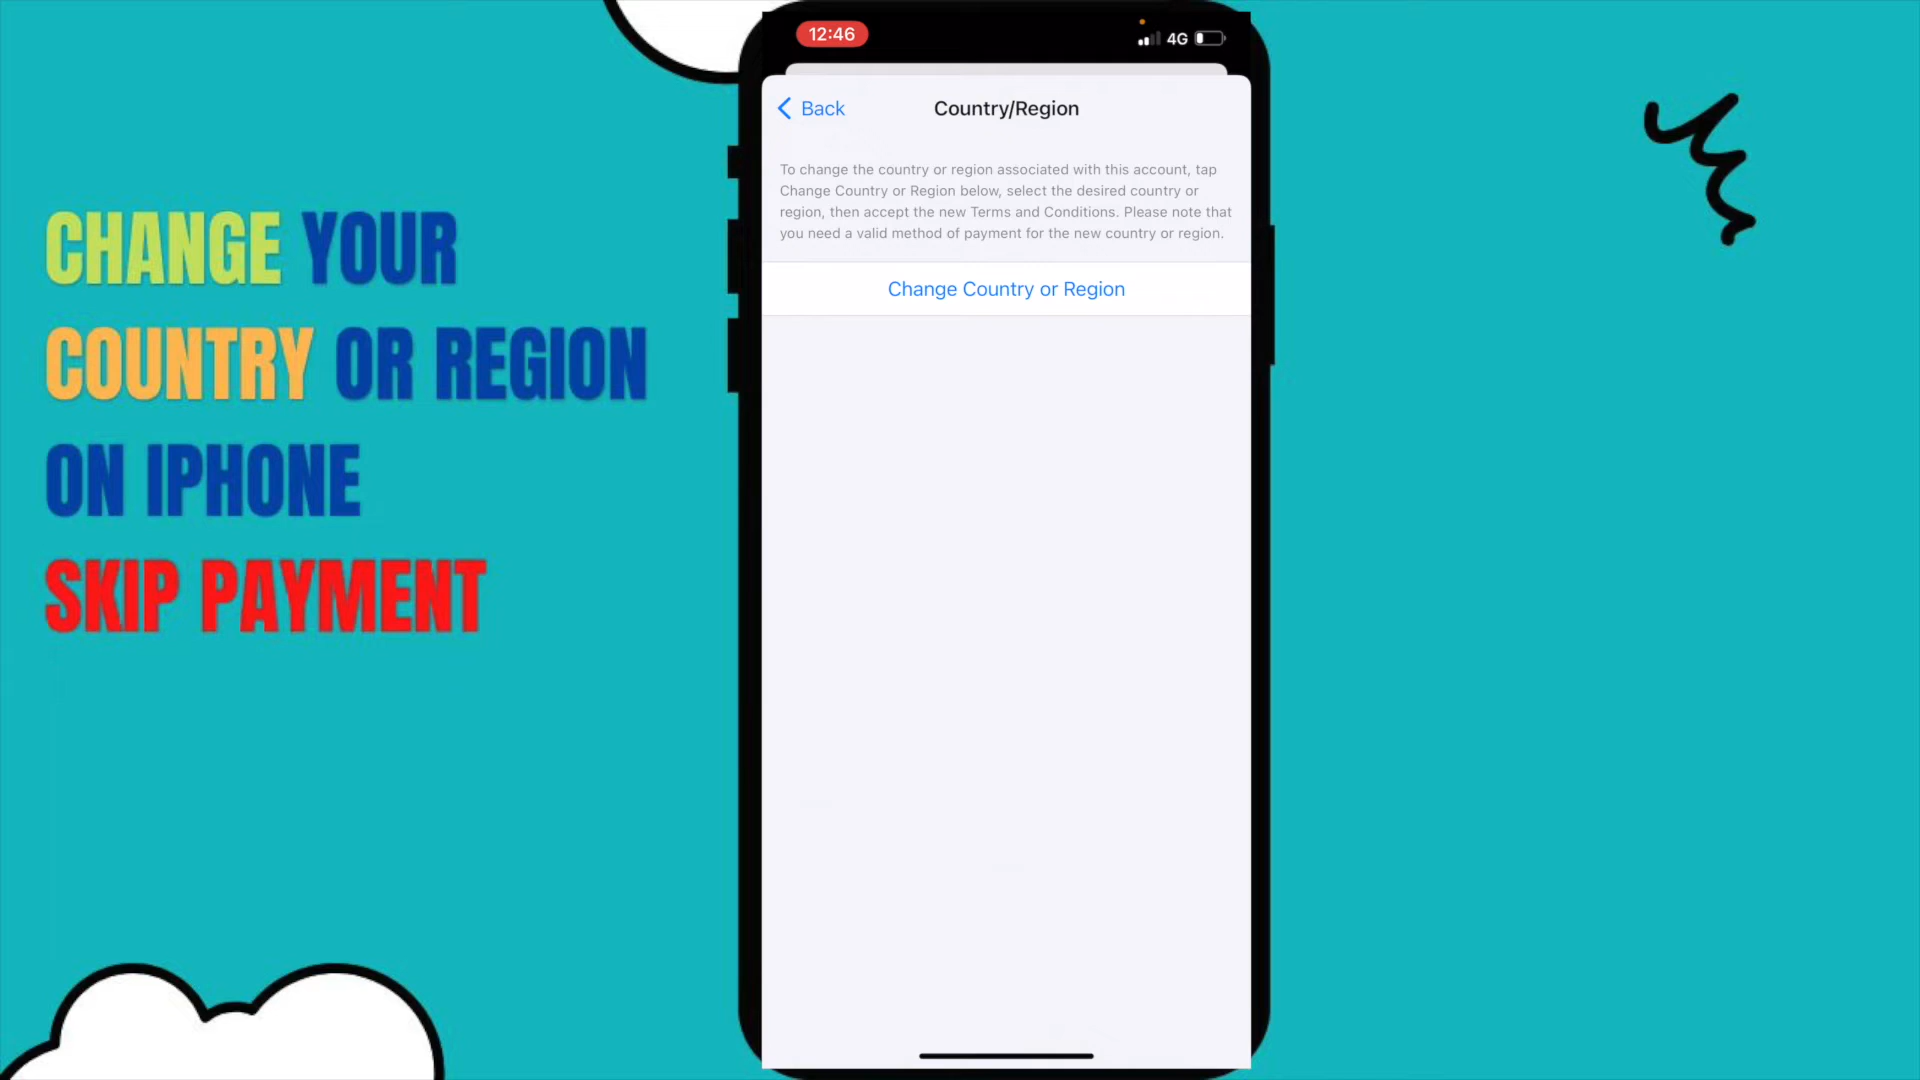 CHANGE YOUR
COUNTRY OR REGION
ON IPHONE
SKIP PAYMENT
12:46
4G
Back
Country/Region
To change the country or region associated with this account, tap
Change Country or Region below, select the desired country or
region, then accept the new Terms and Conditions. Please note that
you need a valid method of payment for the new country or region.
Change Country or Region